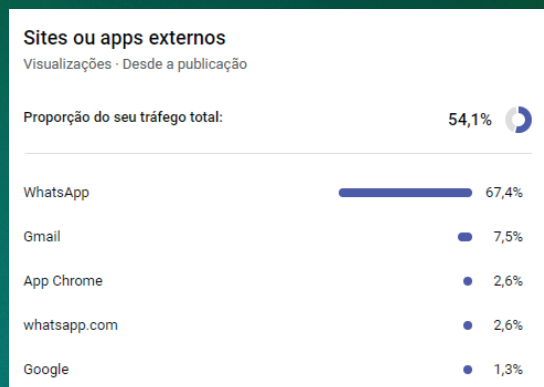 Sites ou apps externos
Visualizações · Desde a publicação
Proporção do seu tráfego total: 54,1%
WhatsApp 67,4%
Gmail 7,5%
App Chrome 2,6%
whatsapp.com 2,6%
Google 1,3%